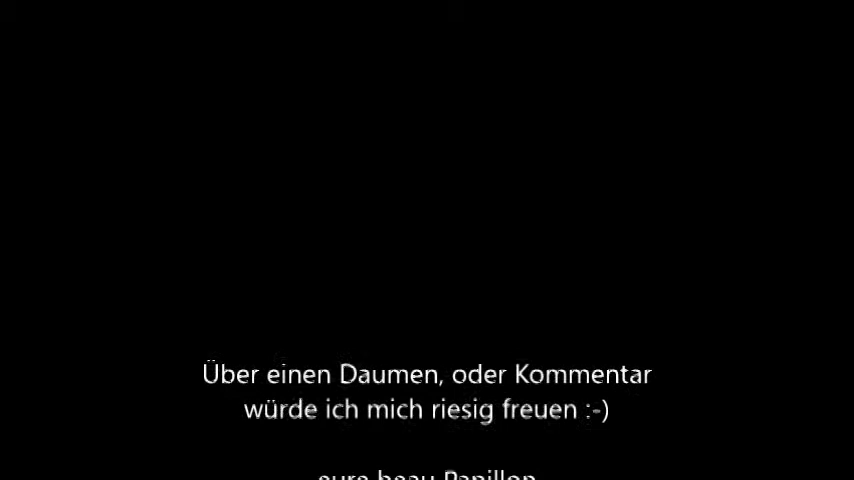 Über einen Daumen, oder Kommentar
würde ich mich riesig freuen :-)
eure beau Papillon